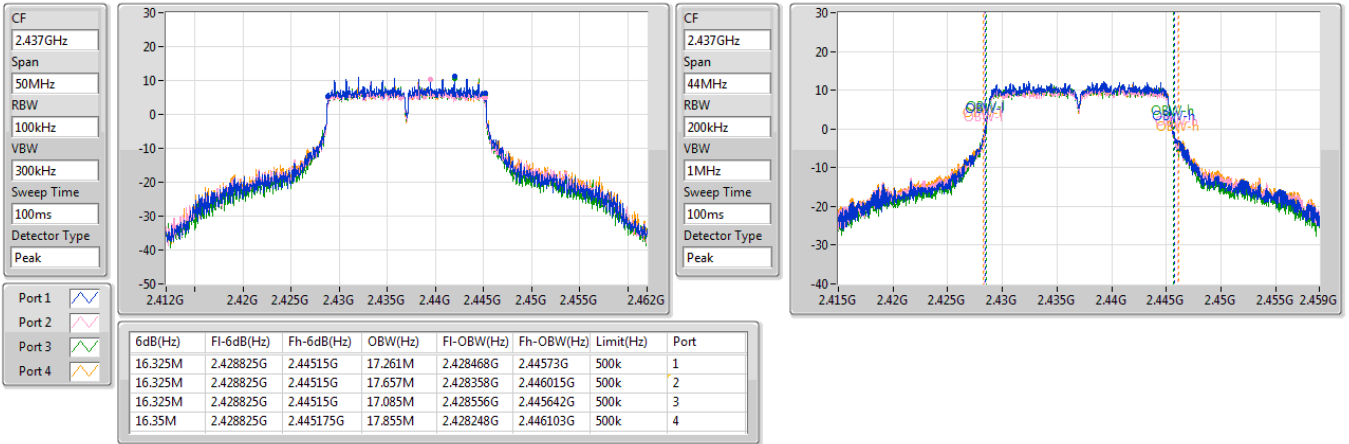 CF
2.437GHz
Span
50MHz
RBW
100kHz
VBW
300kHz
Sweep Time
100ms
Detector Type
Peak
30
20
10
0
-10
-20
-30
-40
-50
2.412G 2.42G 2.425G 2.43G 2.435G 2.44G 2.445G 2.45G 2.455G 2.462G
CF
2.437GHz
Span
44MHz
RBW
200kHz
VBW
1MHz
Sweep Time
100ms
Detector Type
Peak
30
20
10
0
-10
-20
-30
-40
OBW-l
OBW-h
OBW-h
OBW-h
2.415G 2.42G 2.425G 2.43G 2.435G 2.44G 2.445G 2.45G 2.455G 2.459G
Port 1
Port 2
Port 3
Port 4
6dB(Hz) Fl-6dB(Hz) Fh-6dB(Hz) OBW(Hz) Fl-OBW(Hz) Fh-OBW(Hz) Limit(Hz) Port
16.325M 2.428825G 2.44515G 17.261M 2.428468G 2.44573G 500k 1
16.325M 2.428825G 2.44515G 17.657M 2.428358G 2.446015G 500k 2
16.325M 2.428825G 2.44515G 17.085M 2.428556G 2.445642G 500k 3
16.35M 2.428825G 2.445175G 17.855M 2.428248G 2.446103G 500k 4